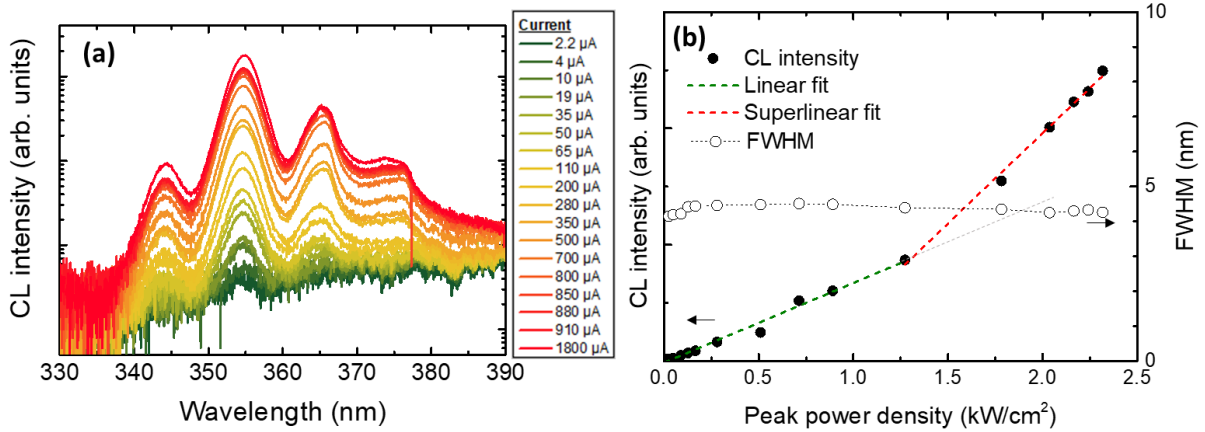 (a)
CL intensity (arb. units)
330 340 350 360 370 380 390
Wavelength (nm)
Current
2.2 µA
4 µA
10 µA
19 µA
35 µA
50 µA
65 µA
110 µA
200 µA
280 µA
350 µA
500 µA
700 µA
800 µA
850 µA
880 µA
910 µA
1800 µA
(b)
CL intensity
Linear fit
Superlinear fit
FWHM
CL intensity (arb. units)
10
5
0
FWHM (nm)
0.0 0.5 1.0 1.5 2.0 2.5
Peak power density (kW/cm²)